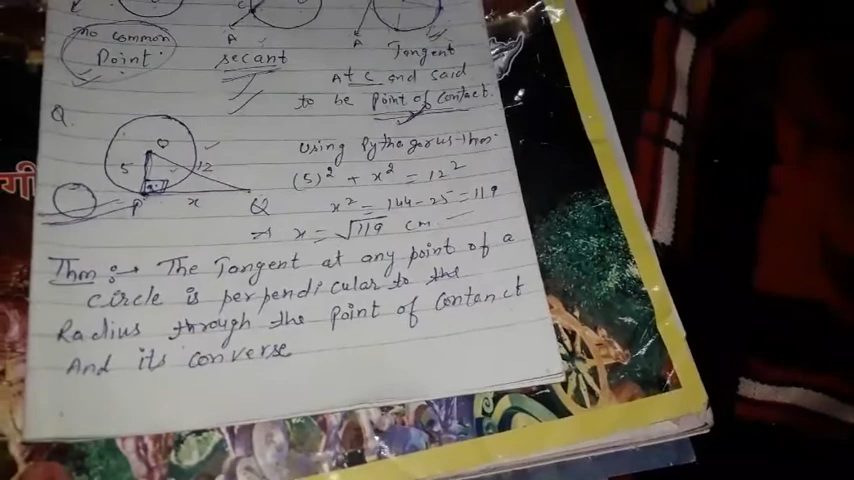 C
A
A
no common
Point.
secant
Tangent
At c and said
to be Point of Contact.
Q.
O
5
12
P
x
Q
Using Pythagorus Thm.
(5)² + x² = 12²
x² = 144 - 25 = 119
⇒ x = √119 cm.
Thm :→ The Tangent at any point of a
circle is perpendicular to the
Radius through the point of Contanct
And its converse
गी